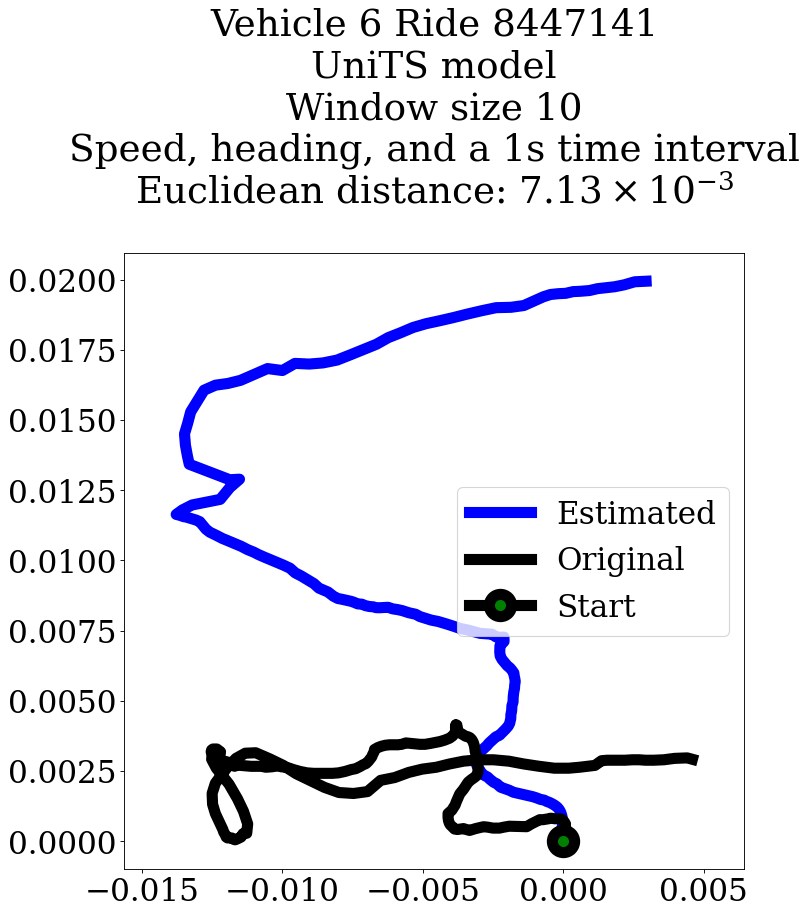 Vehicle 6 Ride 8447141
UniTS model
Window size 10
Speed, heading, and a 1s time interval
Euclidean distance: 7.13 × 10⁻³
0.0200
0.0175
0.0150
0.0125
0.0100
0.0075
0.0050
0.0025
0.0000
Estimated
Original
Start
−0.015 −0.010 −0.005 0.000 0.005